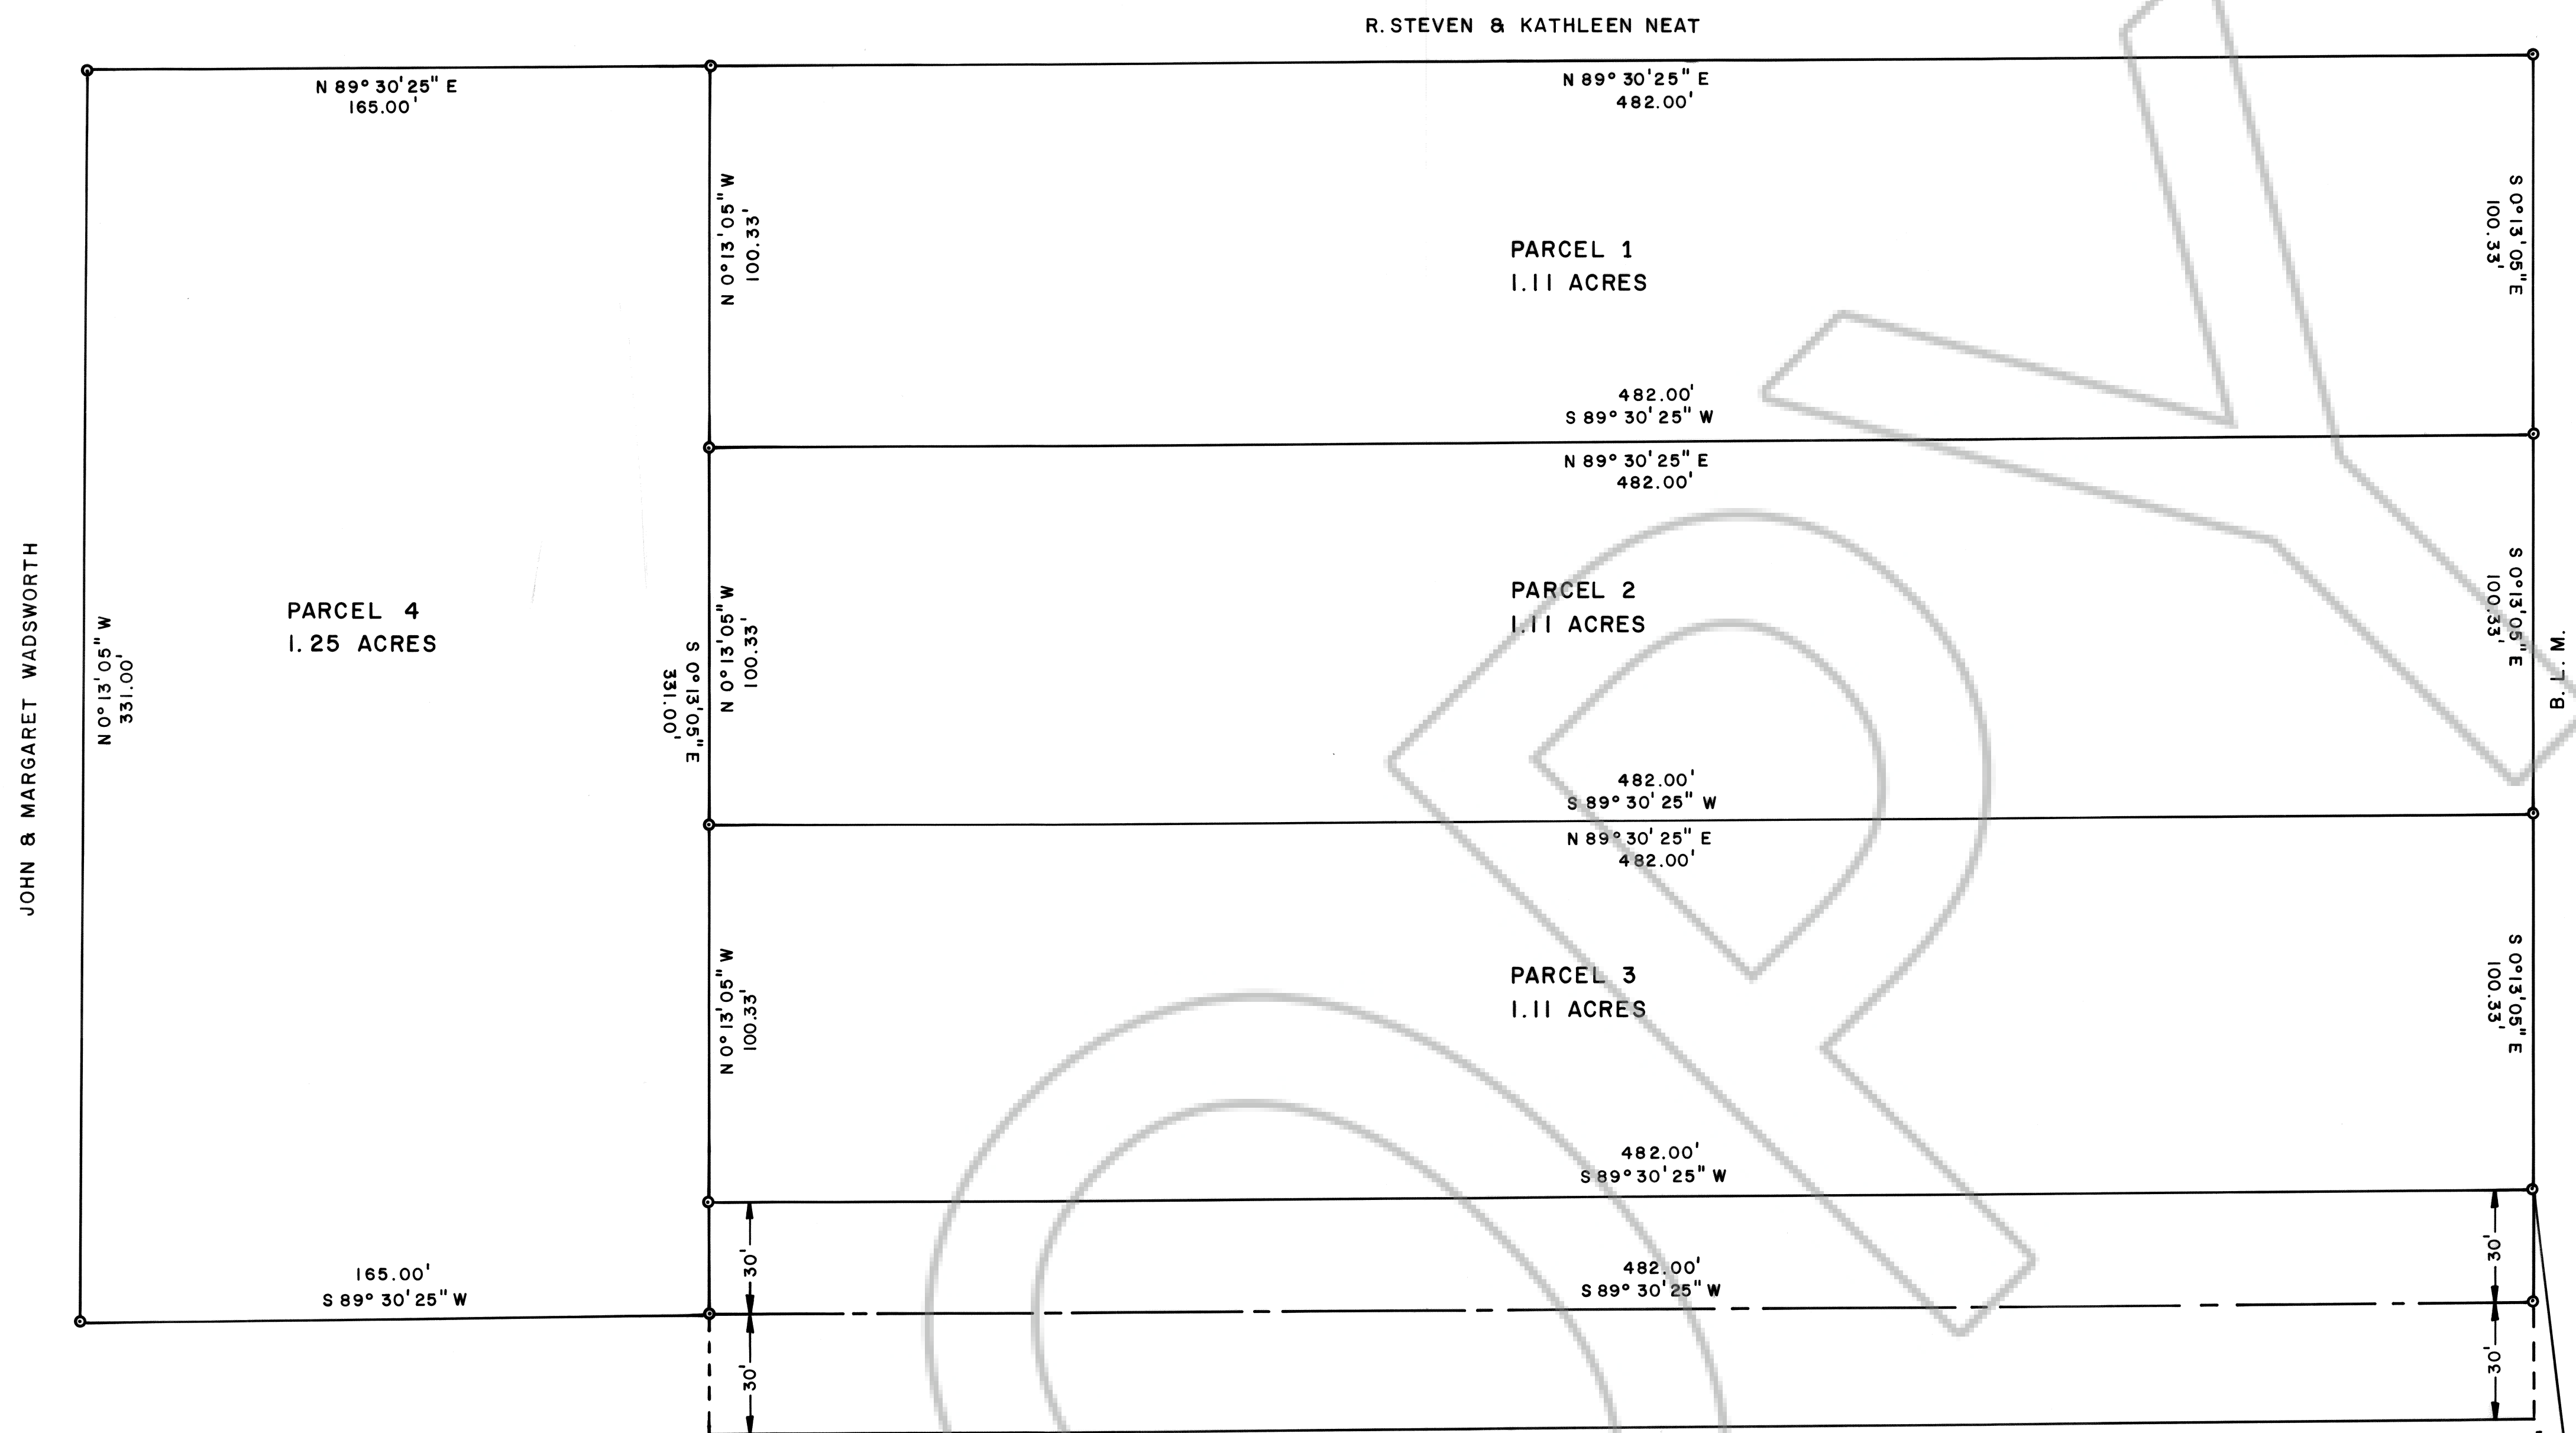 R. STEVEN & KATHLEEN NEAT
N 89° 30' 25" E
165.00'
N 89° 30' 25" E
482.00'
N 0° 13' 05" W
100.33'
S 0° 13' 05" E
100.33'
PARCEL 1
1.11 ACRES
482.00'
S 89° 30' 25" W
N 89° 30' 25" E
482.00'
JOHN & MARGARET WADSWORTH
N 0° 13' 05" W
331.00'
PARCEL 4
1.25 ACRES
S 0° 13' 05" E
331.00'
N 0° 13' 05" W
100.33'
PARCEL 2
1.11 ACRES
S 0° 13' 05" E
100.33'
B. L. M.
482.00'
S 89° 30' 25" W
N 89° 30' 25" E
482.00'
N 0° 13' 05" W
100.33'
PARCEL 3
1.11 ACRES
S 0° 13' 05" E
100.33'
482.00'
S 89° 30' 25" W
165.00'
S 89° 30' 25" W
30'
482.00'
S 89° 30' 25" W
30'
30'
30'